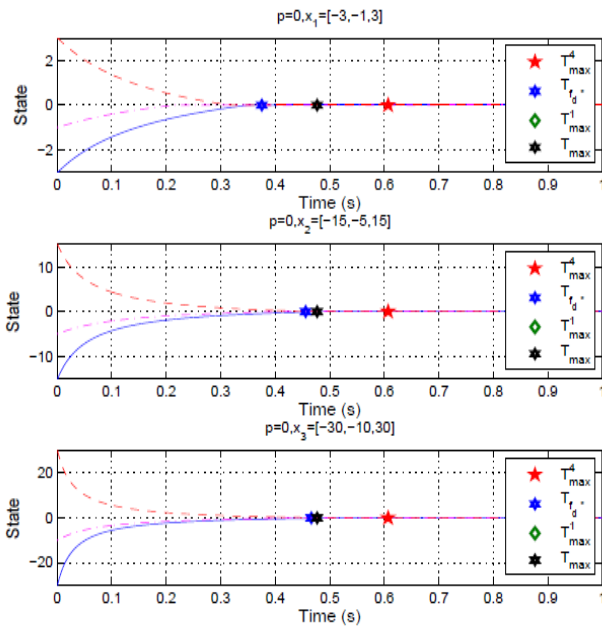 p=0,x1=[-3,-1,3]
State
2
0
-2
0 0.1 0.2 0.3 0.4 0.5 0.6 0.7 0.8 0.9 1
Time (s)
T4max
Tfd*
T1max
Tmax
p=0,x2=[-15,-5,15]
State
10
0
-10
0 0.1 0.2 0.3 0.4 0.5 0.6 0.7 0.8 0.9 1
Time (s)
T4max
Tfd*
T1max
Tmax
p=0,x3=[-30,-10,30]
State
20
0
-20
0 0.1 0.2 0.3 0.4 0.5 0.6 0.7 0.8 0.9 1
Time (s)
T4max
Tfd*
T1max
Tmax